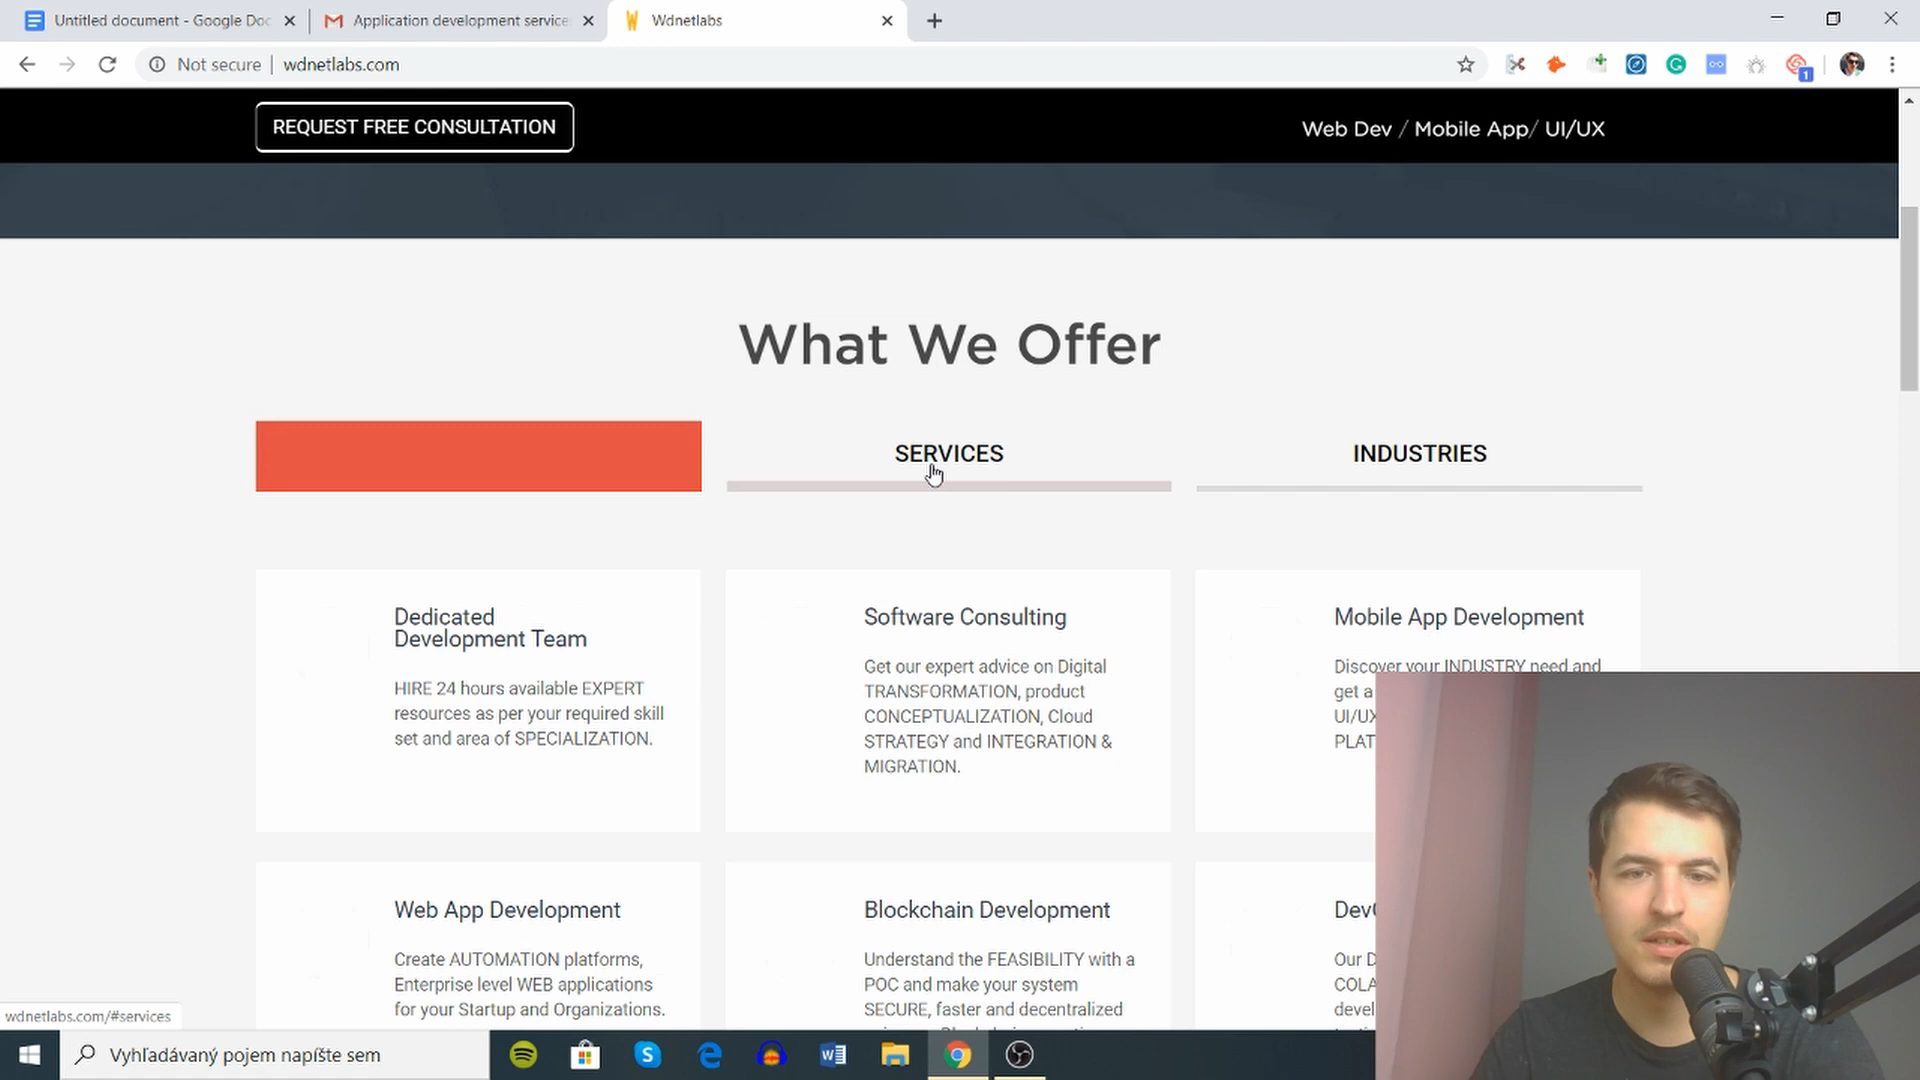 Untitled document - Google Doc
Application development service
Wdnetlabs
Not secure
wdnetlabs.com
1
REQUEST FREE CONSULTATION
Web Dev / Mobile App/ UI/UX
What We Offer
SERVICES
INDUSTRIES
Dedicated
Development Team
HIRE 24 hours available EXPERT
resources as per your required skill
set and area of SPECIALIZATION.
Software Consulting
Get our expert advice on Digital
TRANSFORMATION, product
CONCEPTUALIZATION, Cloud
STRATEGY and INTEGRATION &
MIGRATION.
Mobile App Development
Discover your INDUSTRY need and
get a
UI/UX
PLAT
Web App Development
Create AUTOMATION platforms,
Enterprise level WEB applications
for your Startup and Organizations.
Blockchain Development
Understand the FEASIBILITY with a
POC and make your system
SECURE, faster and decentralized
Dev
Our D
COLA
devel
wdnetlabs.com/#services
Vyhľadávaný pojem napíšte sem